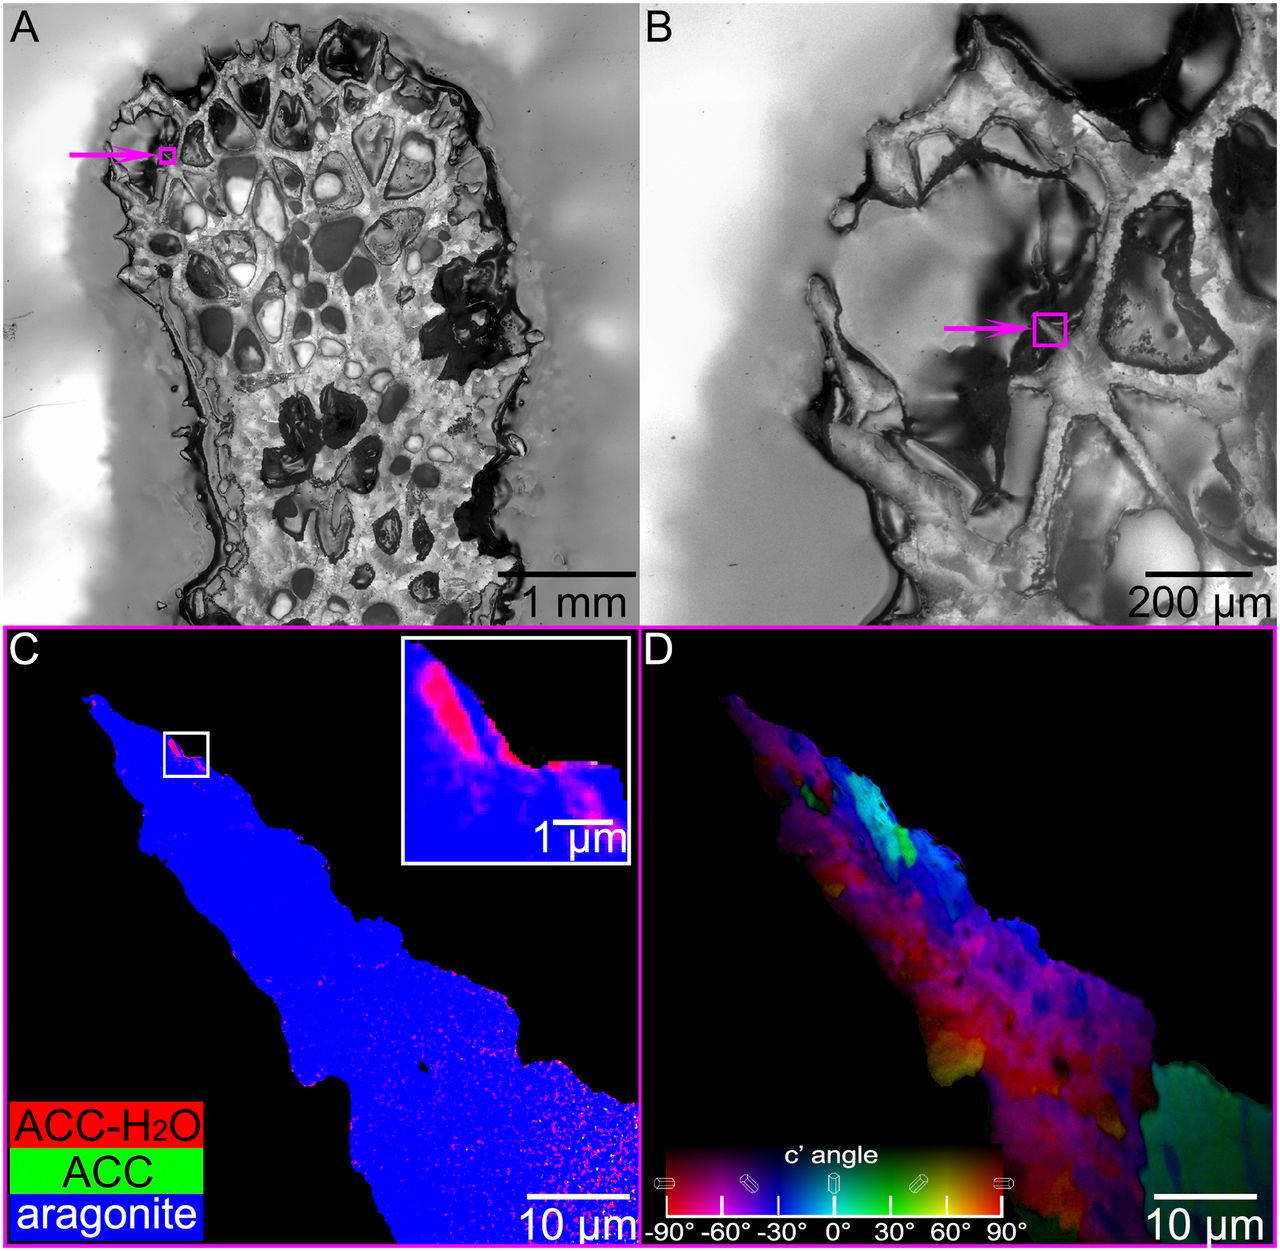 A
1 mm
B
200 µm
C
1 µm
ACC-H₂O
ACC
aragonite
10 µm
D
c' angle
-90° -60° -30° 0° 30° 60° 90°
10 µm